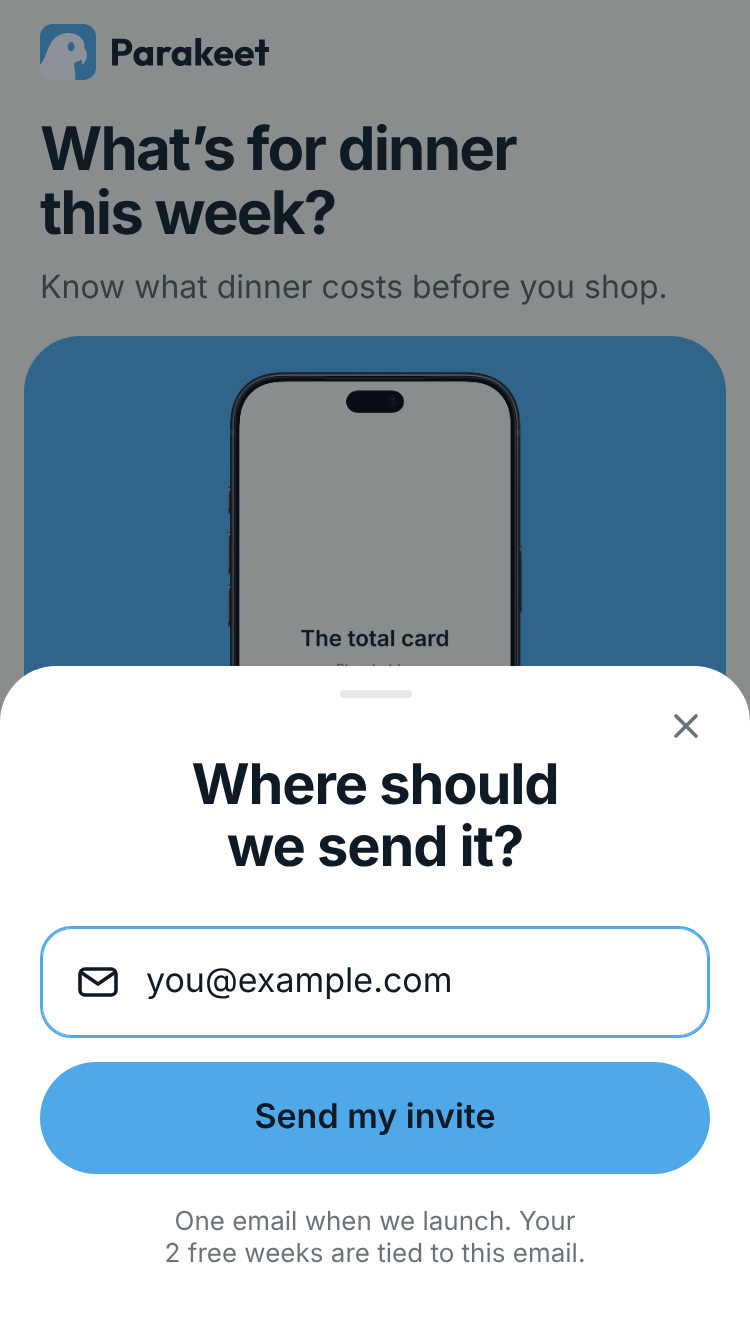 Parakeet
What’s for dinner
this week?
Know what dinner costs before you shop.
The total card
Where should
we send it?
you@example.com
Send my invite
One email when we launch. Your
2 free weeks are tied to this email.